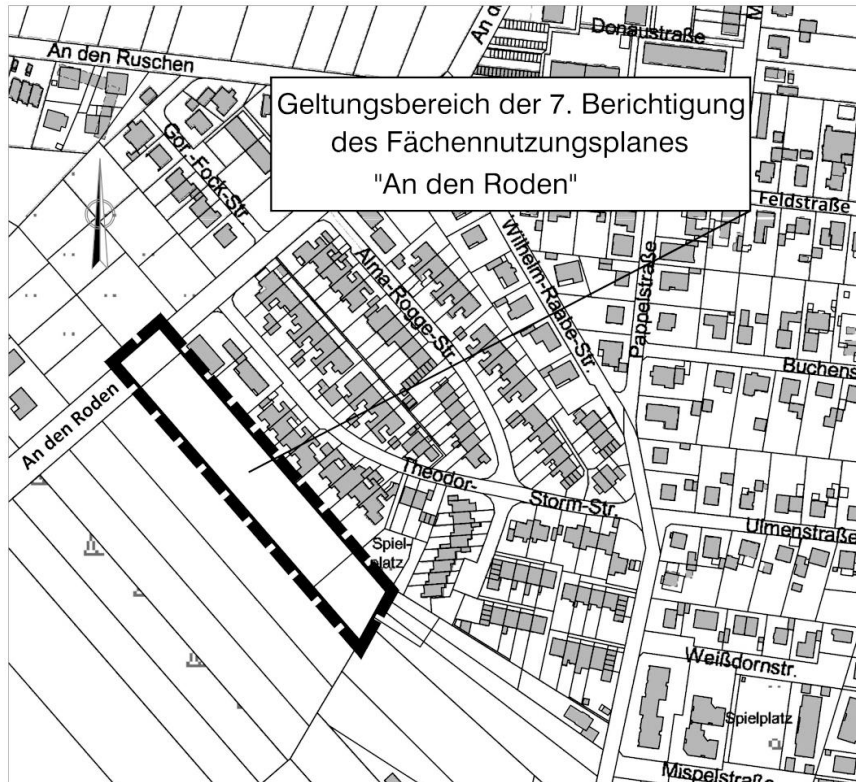 Donaustraße
An den Ruschen
Geltungsbereich der 7. Berichtigung
des Fächennutzungsplanes
"An den Roden"
Gor.-Fock-Str.
Feldstraße
Alma-Rogge-Str.
Wilhelm-Raabe-Str.
Pappelstraße
Buchens
An den Roden
Theodor-
Storm-Str.
Ulmenstraße
Spiel-
platz
Weißdornstr.
Spielplatz
Mispelstraße